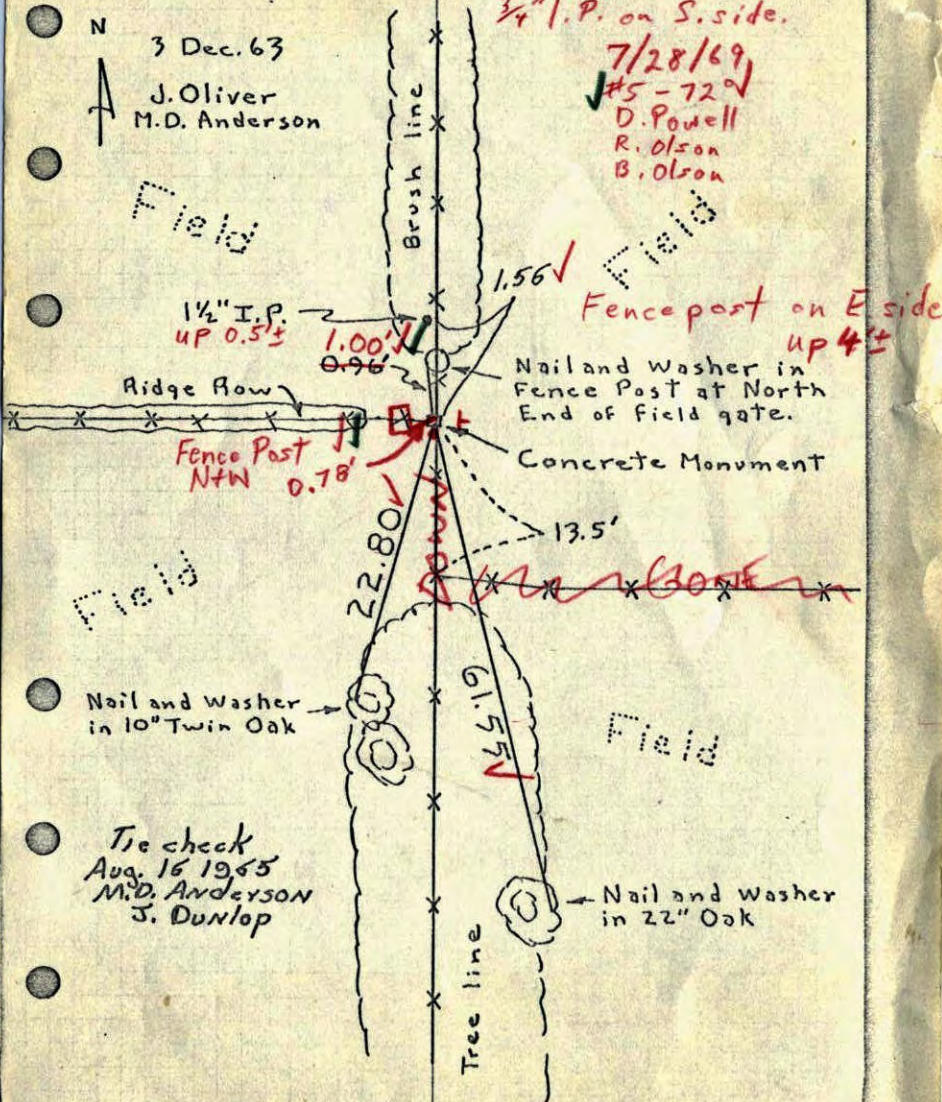 3/4" I.P. on S. side.
N
3 Dec. 63
J. Oliver
M.D. Anderson
7/28/69
#5-72
D. Powell
R. Olson
B. Olson
Brush line
Field
Field
1.56
1½" I.P.
up 0.5'±
1.00'
0.96'
Fence post on E side
up 4'±
Nail and Washer in
Fence Post at North
End of field gate.
Ridge Row
Fence Post
N+W
0.78'
Concrete Monument
22.80
DOWN
13.5'
GONE
Field
61.55
Nail and Washer
in 10" Twin Oak
Field
Tie check
Aug. 16 1965
M.D. Anderson
J. Dunlop
Nail and Washer
in 22" Oak
Tree line